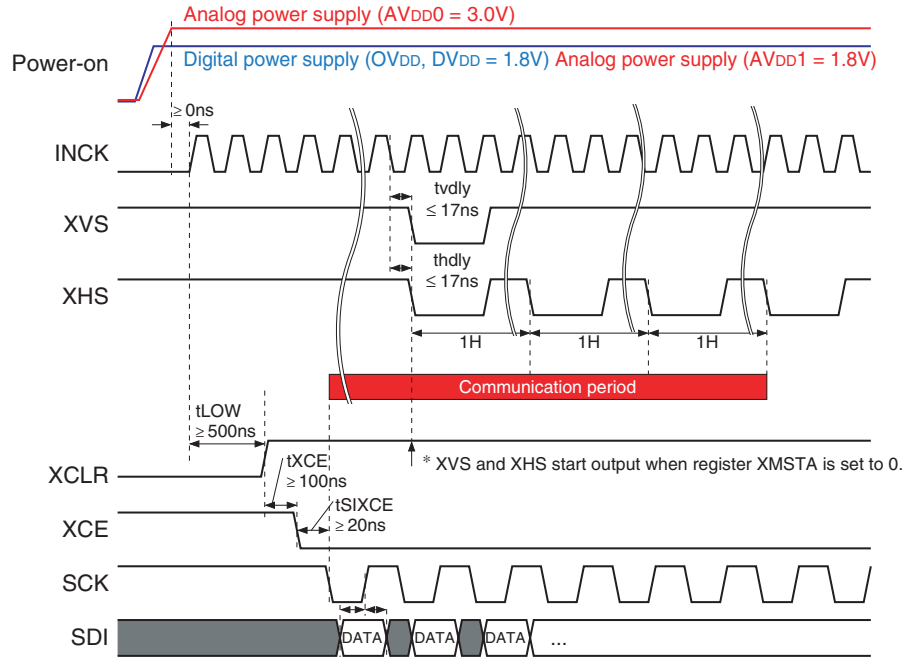 Analog power supply (AVDD0 = 3.0V)
Power-on
Digital power supply (OVDD, DVDD = 1.8V) Analog power supply (AVDD1 = 1.8V)
≥ 0ns
INCK
tvdly
≤ 17ns
XVS
thdly
≤ 17ns
XHS
1H
1H
1H
Communication period
tLOW
≥ 500ns
XCLR
* XVS and XHS start output when register XMSTA is set to 0.
tXCE
≥ 100ns
tSIXCE
≥ 20ns
XCE
SCK
SDI
DATA
DATA
DATA
...